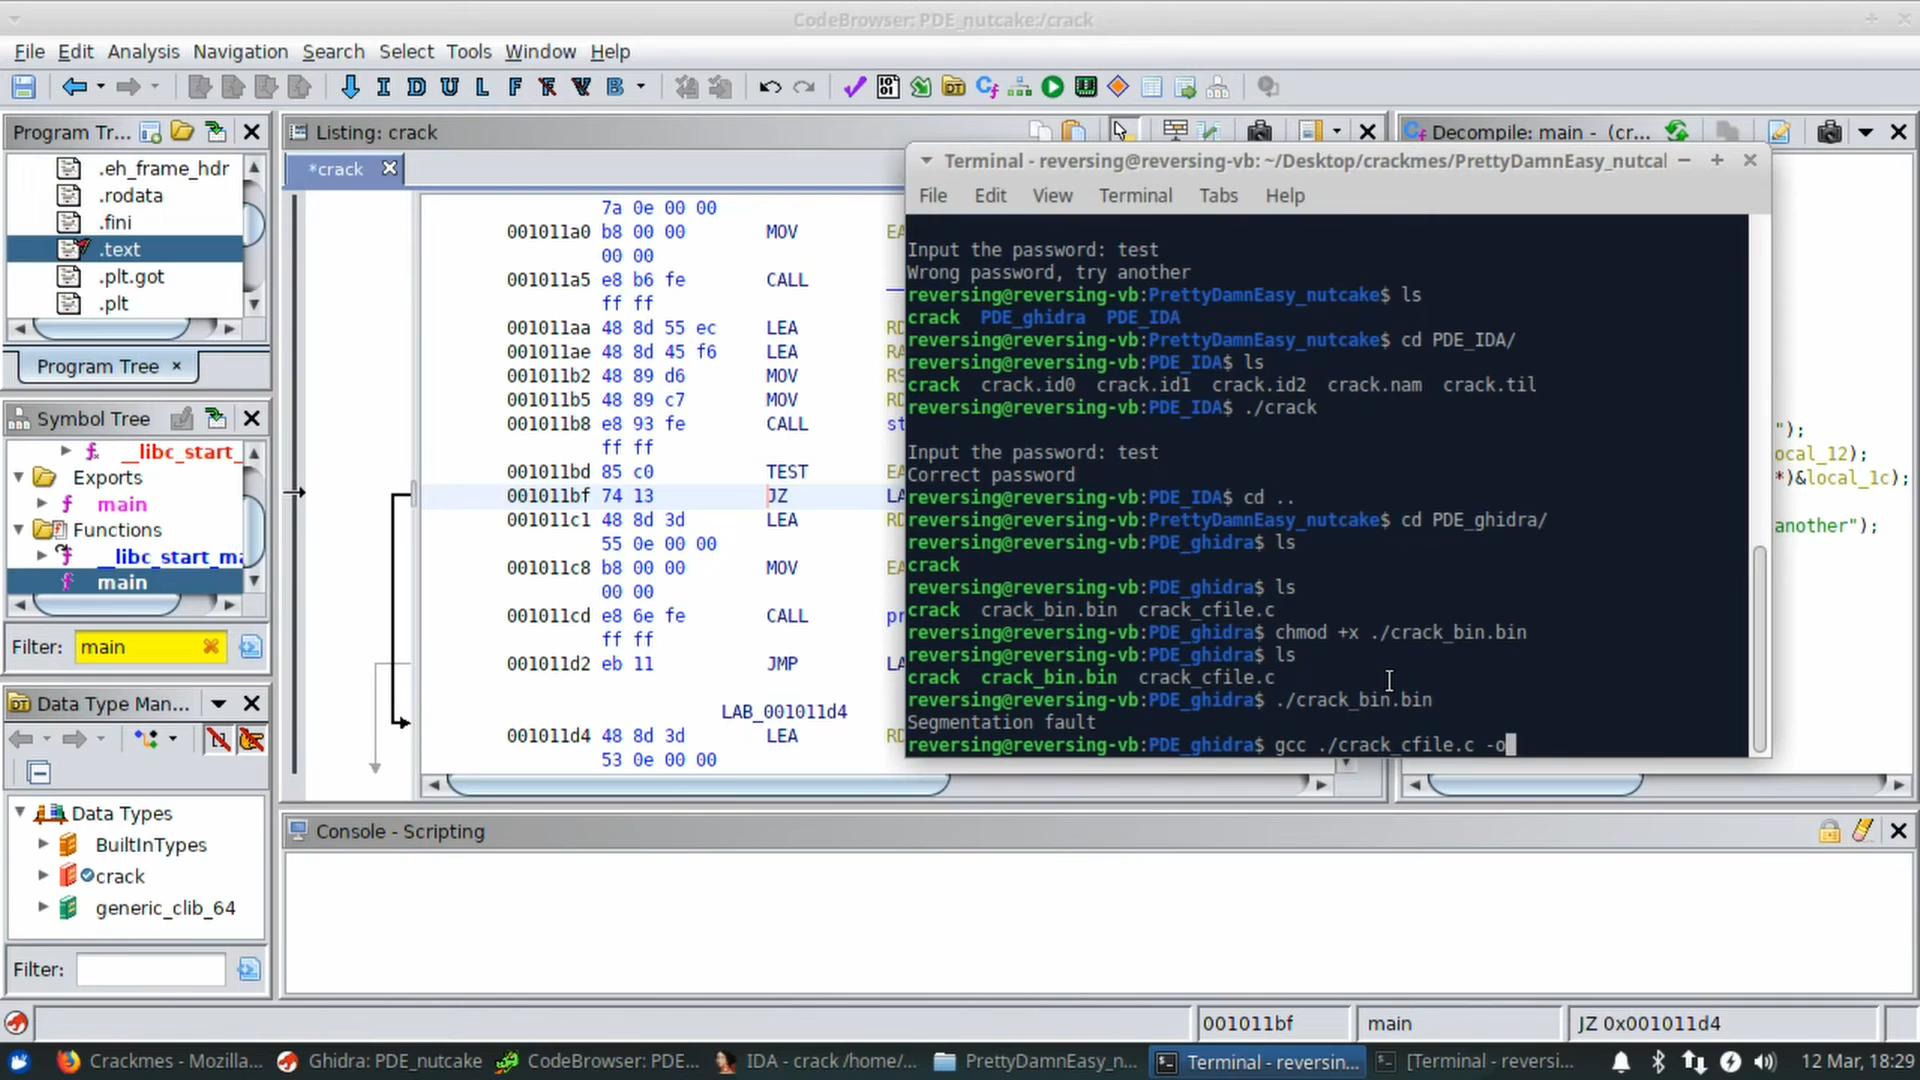 CodeBrowser: PDE_nutcake:/crack
File Edit Analysis Navigation Search Select Tools Window Help
I D U L F B
Program Tr...
.eh_frame_hdr
.rodata
.fini
.text
.plt.got
.plt
Program Tree ×
Symbol Tree
__libc_start_
Exports
main
Functions
__libc_start_ma
main
Filter: main
Data Type Man...
Data Types
BuiltInTypes
crack
generic_clib_64
Filter:
Listing: crack
*crack
7a 0e 00 00
001011a0 b8 00 00 MOV EA
00 00
001011a5 e8 b6 fe CALL
ff ff
001011aa 48 8d 55 ec LEA RD
001011ae 48 8d 45 f6 LEA RA
001011b2 48 89 d6 MOV RS
001011b5 48 89 c7 MOV RD
001011b8 e8 93 fe CALL st
ff ff
001011bd 85 c0 TEST EA
001011bf 74 13 JZ LA
001011c1 48 8d 3d LEA RD
55 0e 00 00
001011c8 b8 00 00 MOV EA
00 00
001011cd e8 6e fe CALL pr
ff ff
001011d2 eb 11 JMP LA
LAB_001011d4
001011d4 48 8d 3d LEA RD
53 0e 00 00
Decompile: main - (cr...
");
ocal_12);
*)&local_1c);
another");
Terminal - reversing@reversing-vb: ~/Desktop/crackmes/PrettyDamnEasy_nutcal
File Edit View Terminal Tabs Help
Input the password: test
Wrong password, try another
reversing@reversing-vb:PrettyDamnEasy_nutcake$ ls
crack PDE_ghidra PDE_IDA
reversing@reversing-vb:PrettyDamnEasy_nutcake$ cd PDE_IDA/
reversing@reversing-vb:PDE_IDA$ ls
crack crack.id0 crack.id1 crack.id2 crack.nam crack.til
reversing@reversing-vb:PDE_IDA$ ./crack
Input the password: test
Correct password
reversing@reversing-vb:PDE_IDA$ cd ..
reversing@reversing-vb:PrettyDamnEasy_nutcake$ cd PDE_ghidra/
reversing@reversing-vb:PDE_ghidra$ ls
crack
reversing@reversing-vb:PDE_ghidra$ ls
crack crack_bin.bin crack_cfile.c
reversing@reversing-vb:PDE_ghidra$ chmod +x ./crack_bin.bin
reversing@reversing-vb:PDE_ghidra$ ls
crack crack_bin.bin crack_cfile.c
reversing@reversing-vb:PDE_ghidra$ ./crack_bin.bin
Segmentation fault
reversing@reversing-vb:PDE_ghidra$ gcc ./crack_cfile.c -o
Console - Scripting
001011bf main JZ 0x001011d4
Crackmes - Mozilla... Ghidra: PDE_nutcake CodeBrowser: PDE... IDA - crack /home/... PrettyDamnEasy_n... Terminal - reversin... [Terminal - reversi... 12 Mar, 18:29